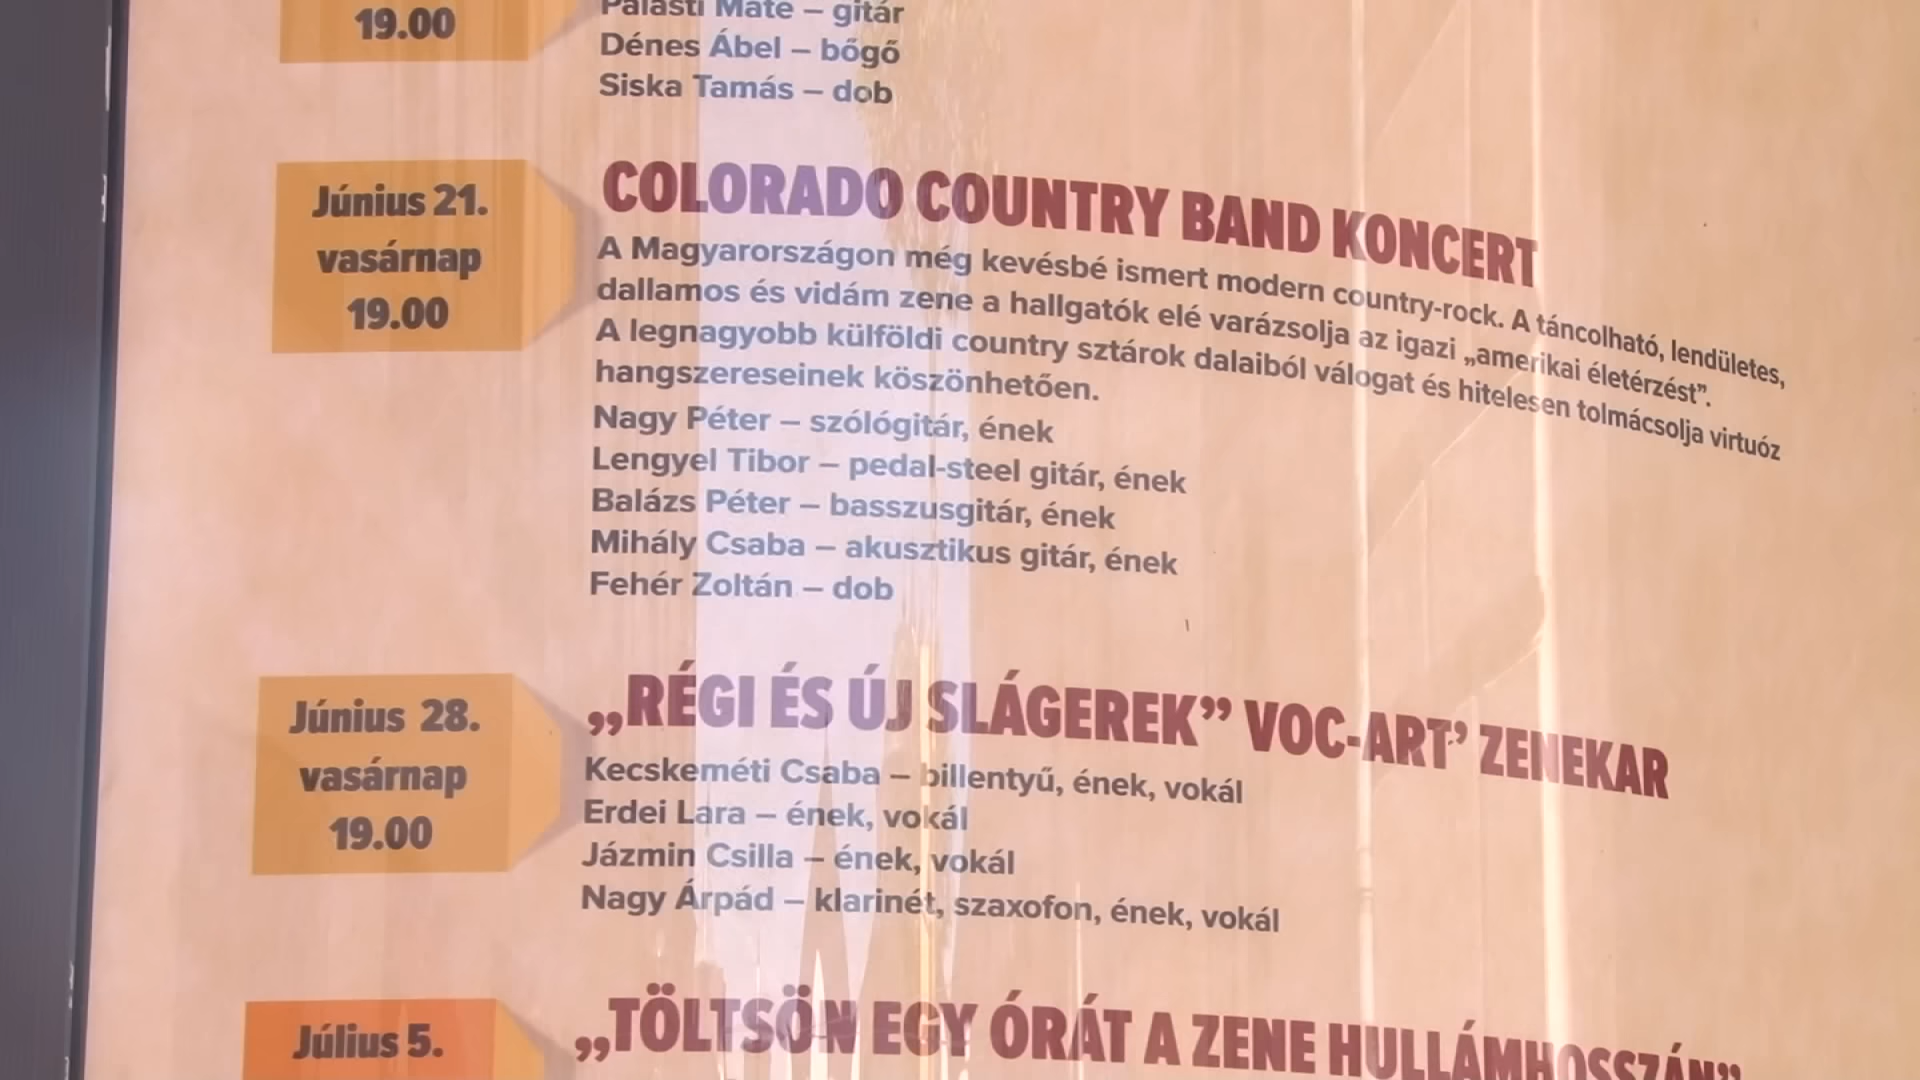 19.00
Palásti Máté – gitár
Dénes Ábel – bőgő
Siska Tamás – dob
Június 21.
vasárnap
19.00
COLORADO COUNTRY BAND KONCERT
A Magyarországon még kevésbé ismert modern country-rock. A táncolható, lendületes,
dallamos és vidám zene a hallgatók elé varázsolja az igazi „amerikai életérzést”.
A legnagyobb külföldi country sztárok dalaiból válogat és hitelesen tolmácsolja virtuóz
hangszereseinek köszönhetően.
Nagy Péter – szólógitár, ének
Lengyel Tibor – pedal-steel gitár, ének
Balázs Péter – basszusgitár, ének
Mihály Csaba – akusztikus gitár, ének
Fehér Zoltán – dob
Június 28.
vasárnap
19.00
„RÉGI ÉS ÚJ SLÁGEREK” VOC-ART’ ZENEKAR
Kecskeméti Csaba – billentyű, ének, vokál
Erdei Lara – ének, vokál
Jázmin Csilla – ének, vokál
Nagy Árpád – klarinét, szaxofon, ének, vokál
Július 5.
„TÖLTSÖN EGY ÓRÁT A ZENE HULLÁMHOSSZÁN”